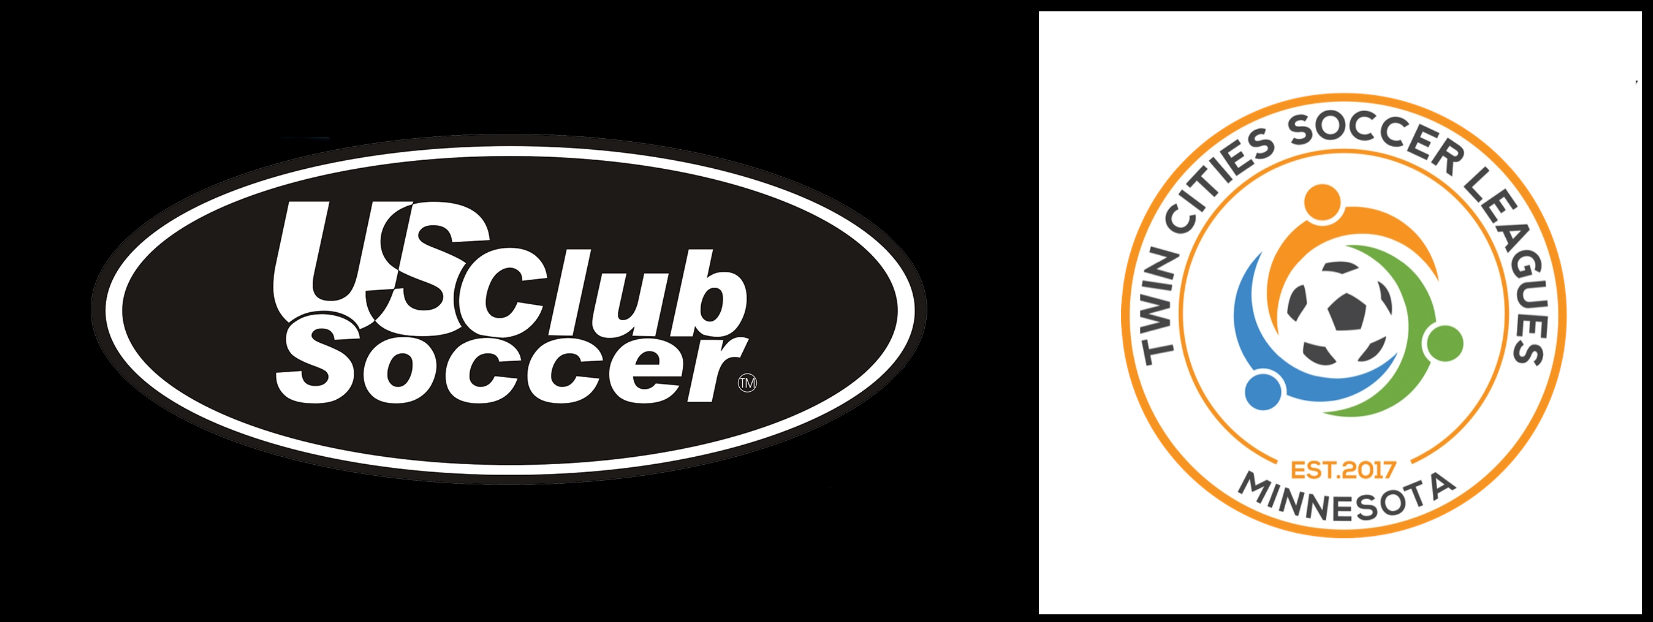 US Club
Soccer
TM
TWIN CITIES SOCCER LEAGUES
EST.2017
MINNESOTA